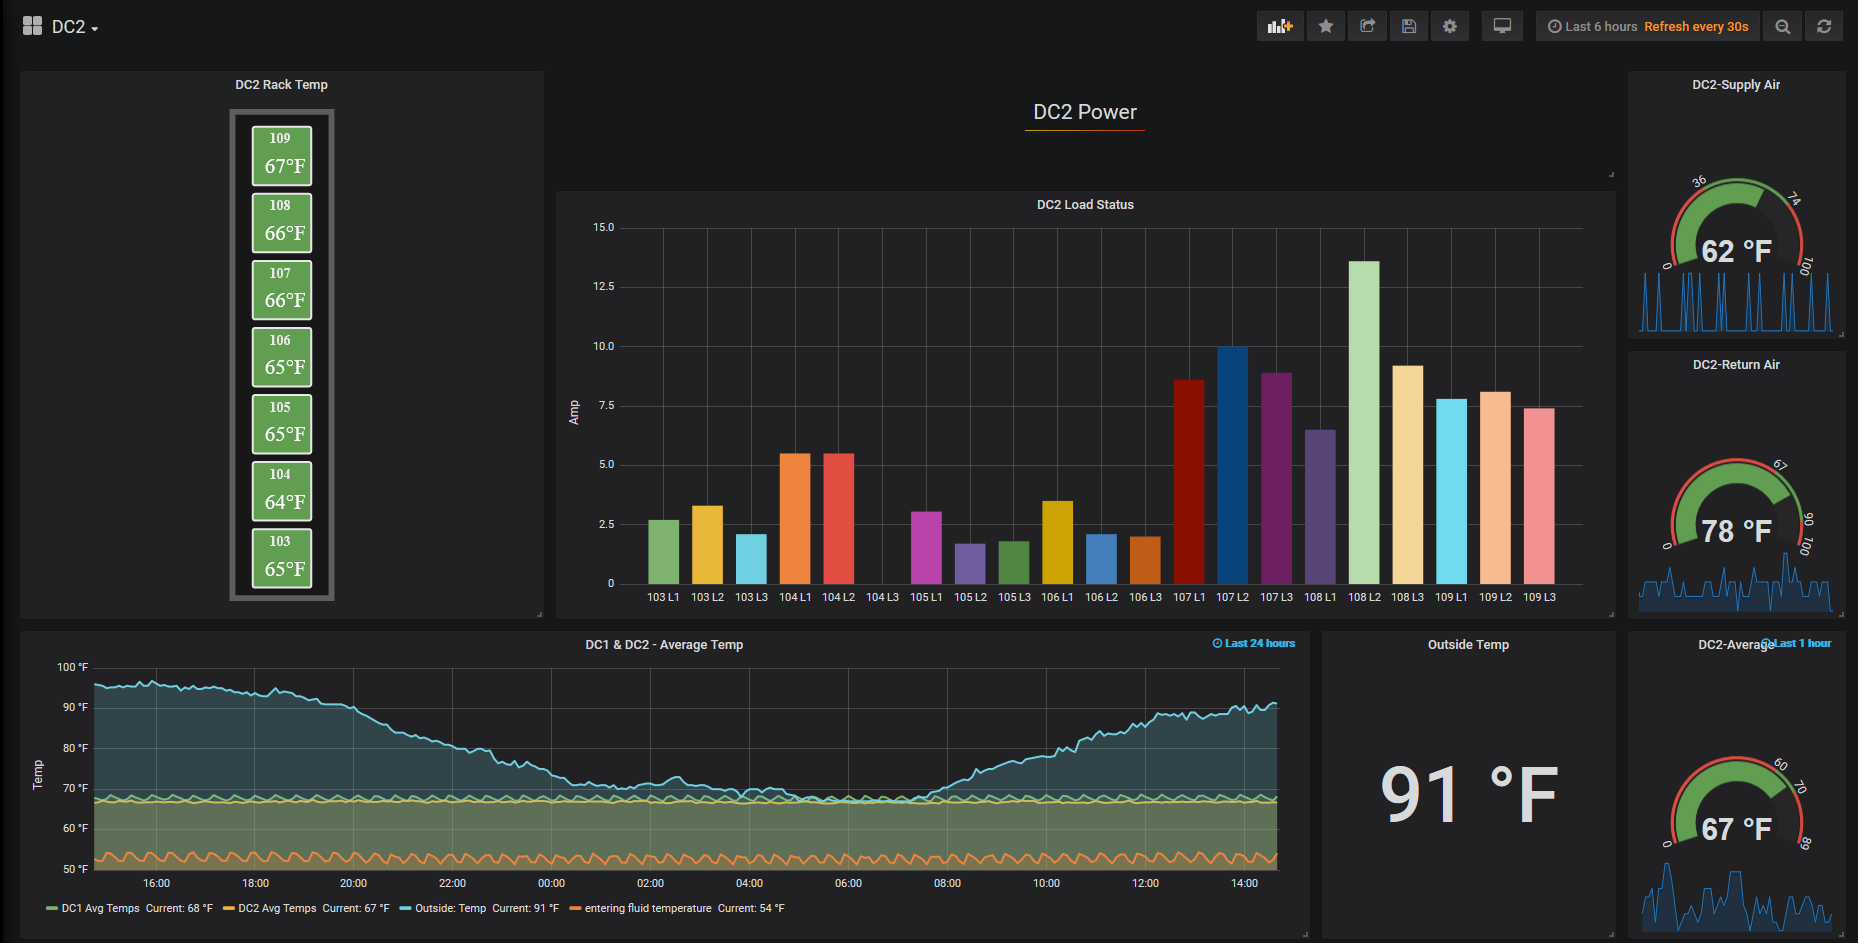 DC2
Last 6 hours Refresh every 30s
DC2 Rack Temp
109
67°F
108
66°F
107
66°F
106
65°F
105
65°F
104
64°F
103
65°F
DC2 Power
DC2 Load Status
15.0
12.5
10.0
7.5
5.0
2.5
0
Amp
103 L1 103 L2 103 L3 104 L1 104 L2 104 L3 105 L1 105 L2 105 L3 106 L1 106 L2 106 L3 107 L1 107 L2 107 L3 108 L1 108 L2 108 L3 109 L1 109 L2 109 L3
DC2-Supply Air
0
36
74
100
62 °F
DC2-Return Air
0
67
90
100
78 °F
DC1 & DC2 - Average Temp
Last 24 hours
100 °F
90 °F
80 °F
70 °F
60 °F
50 °F
Temp
16:00 18:00 20:00 22:00 00:00 02:00 04:00 06:00 08:00 10:00 12:00 14:00
DC1 Avg Temps Current: 68 °F DC2 Avg Temps Current: 67 °F Outside: Temp Current: 91 °F entering fluid temperature Current: 54 °F
Outside Temp
91 °F
DC2-Average
Last 1 hour
0
60
70
89
67 °F